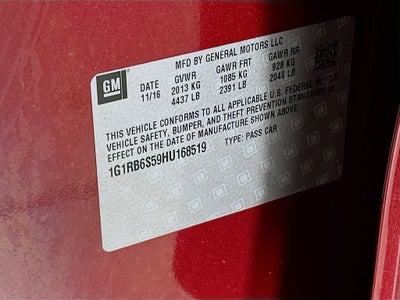 GM
MFD BY GENERAL MOTORS LLC
DATE GVWR GAWR FRT GAWR RR
11/16 2013 KG 1085 KG 928 KG
4437 LB 2391 LB 2046 LB
THIS VEHICLE CONFORMS TO ALL APPLICABLE U.S. FEDERAL MOTOR
VEHICLE SAFETY, BUMPER, AND THEFT PREVENTION STANDARDS IN
EFFECT ON THE DATE OF MANUFACTURE SHOWN ABOVE.
1G1RB6S59HU168519 TYPE: PASS CAR